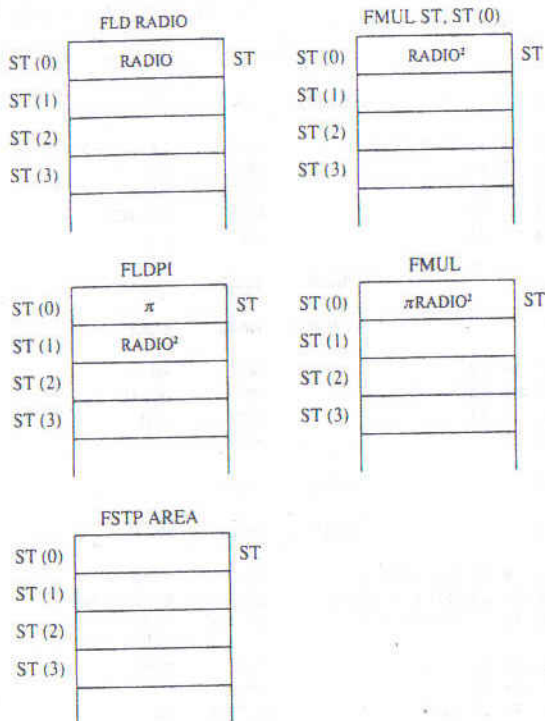 FLD RADIO
ST (0) RADIO ST
ST (1)
ST (2)
ST (3)
FMUL ST, ST (0)
ST (0) RADIO² ST
ST (1)
ST (2)
ST (3)
FLDPI
ST (0) π ST
ST (1) RADIO²
ST (2)
ST (3)
FMUL
ST (0) πRADIO² ST
ST (1)
ST (2)
ST (3)
FSTP AREA
ST (0) ST
ST (1)
ST (2)
ST (3)